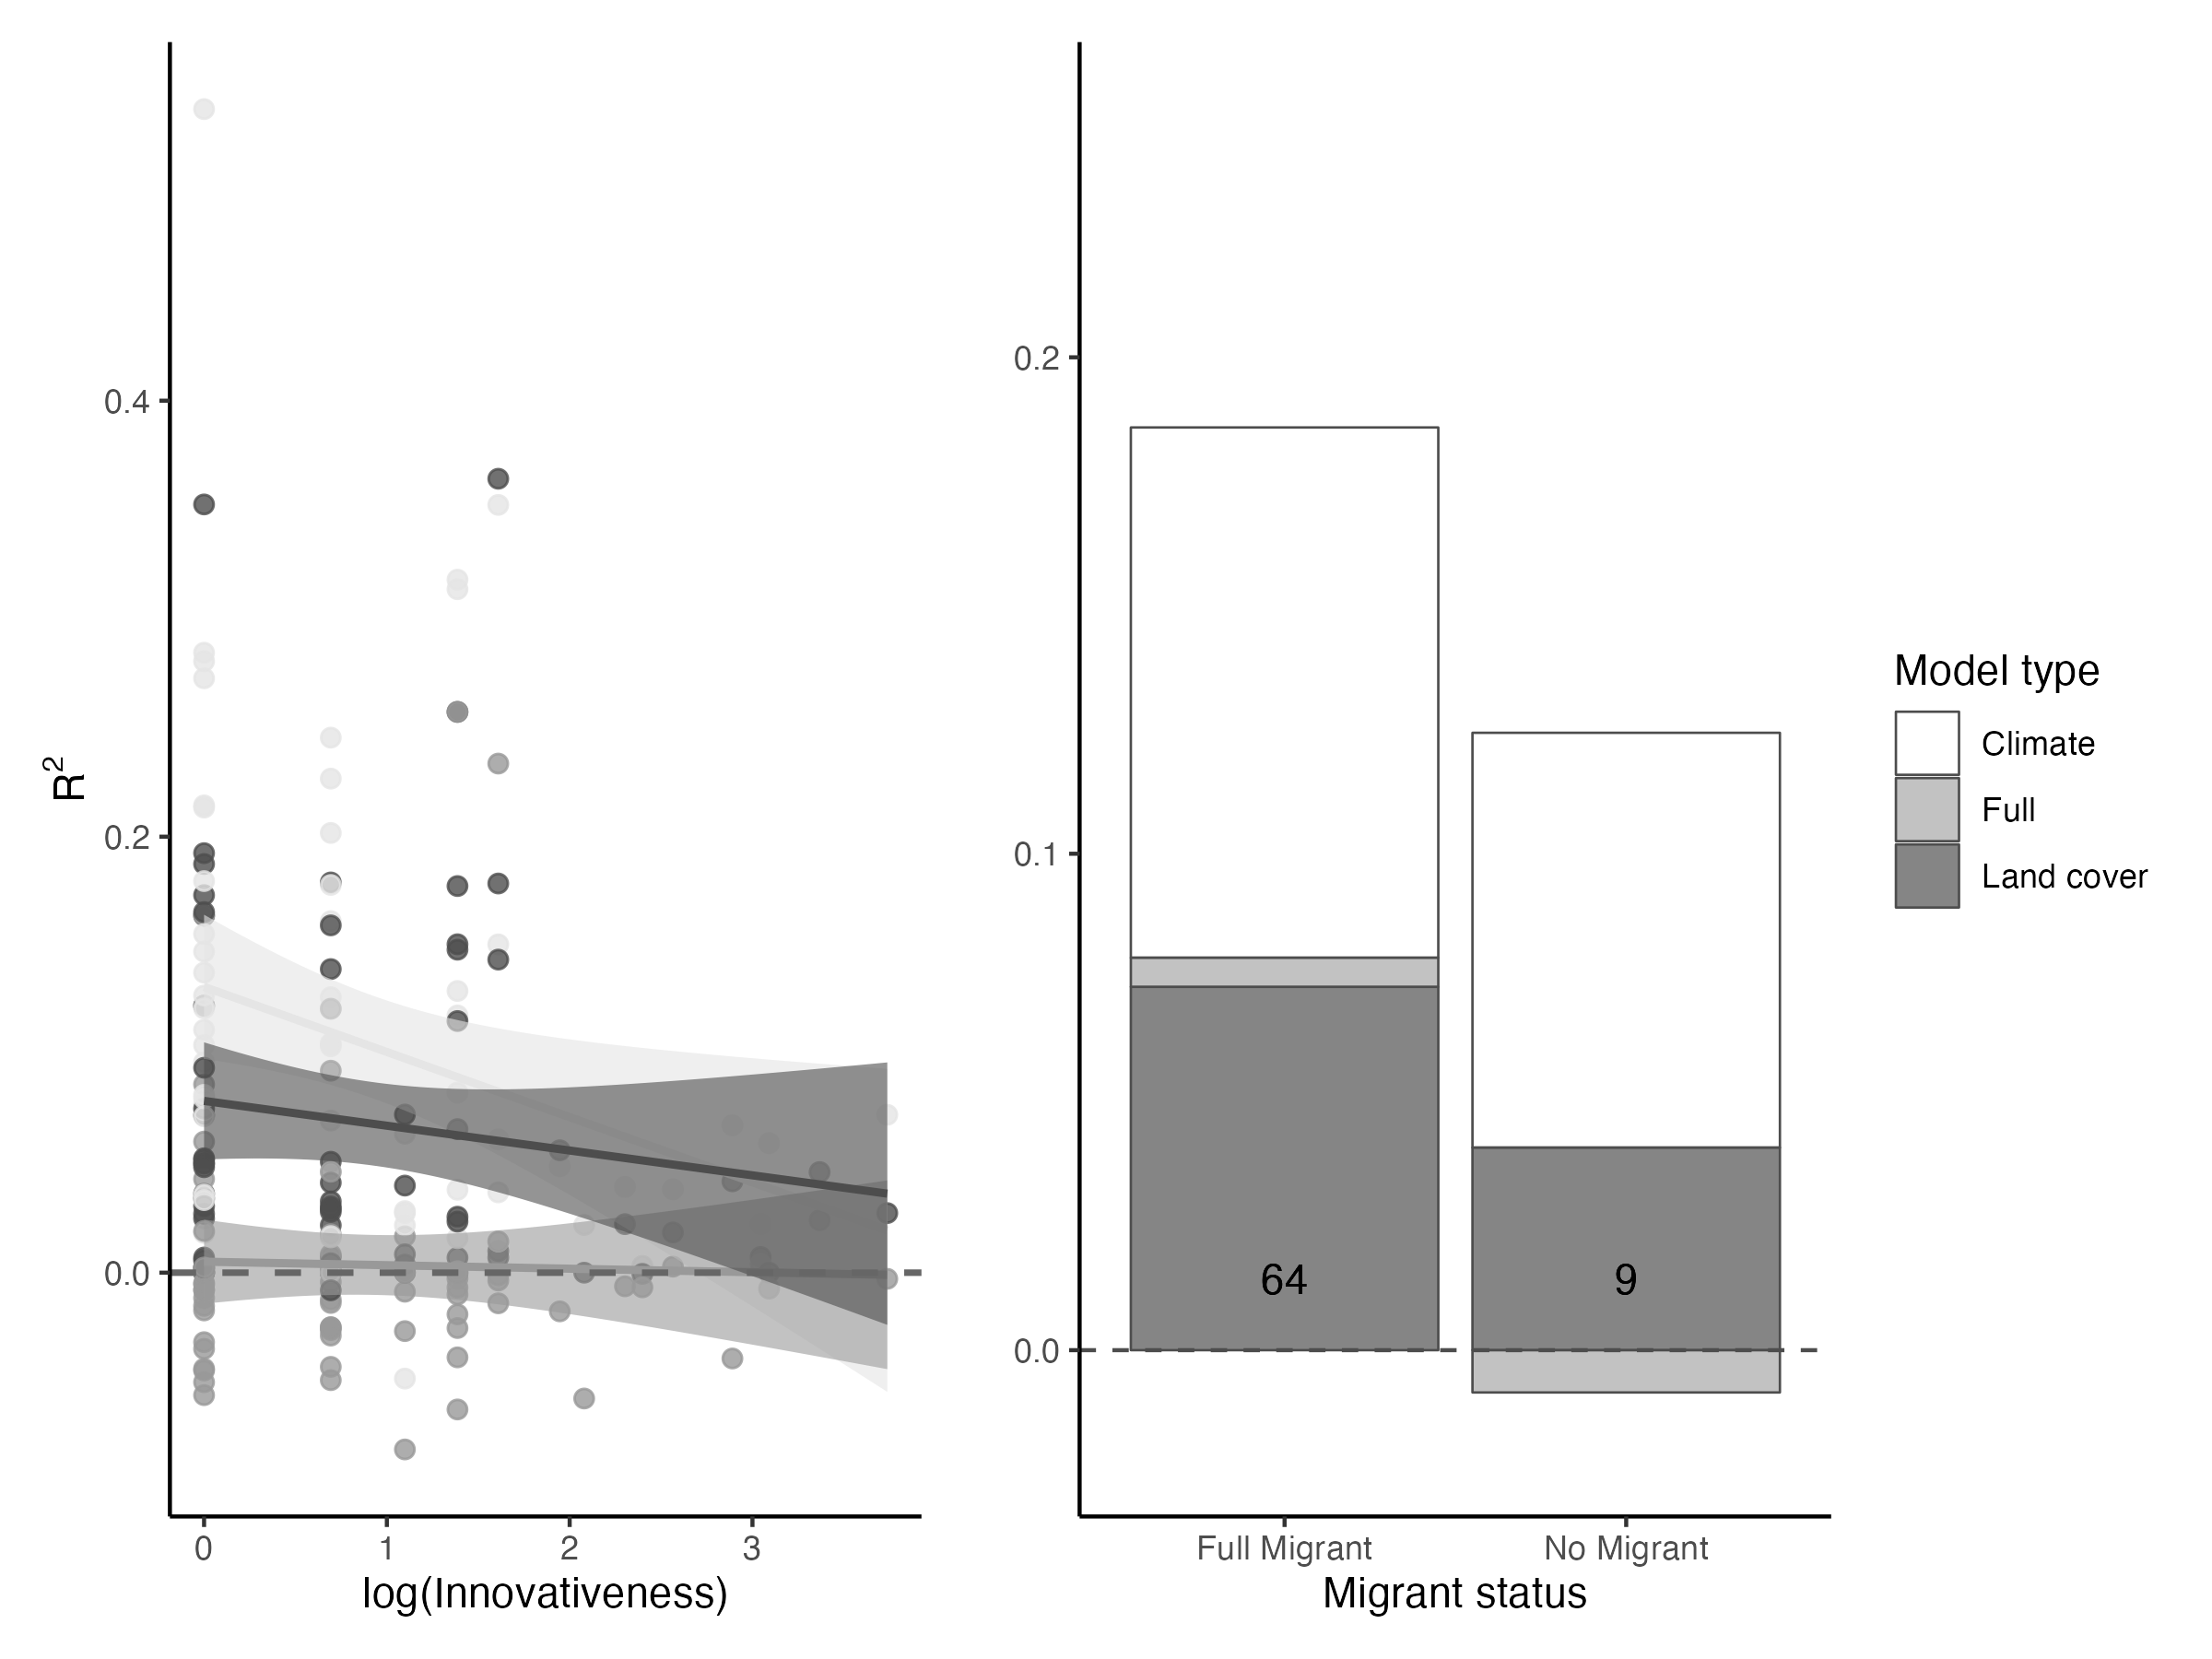 R²
0.4
0.2
0.0
0
1
2
3
log(Innovativeness)
0.2
0.1
0.0
64
9
Full Migrant
No Migrant
Migrant status
Model type
Climate
Full
Land cover